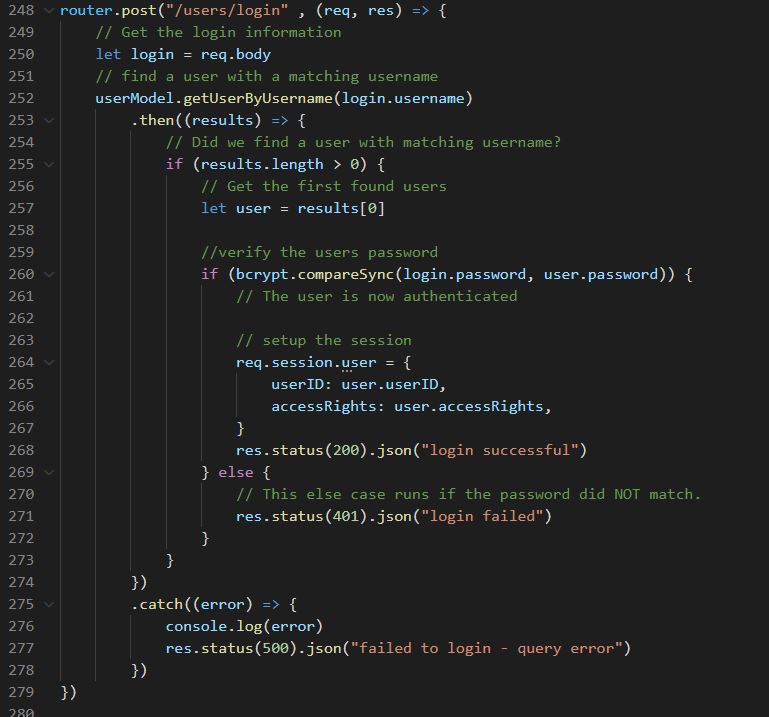 248 router.post("/users/login" , (req, res) => {
249     // Get the login information
250     let login = req.body
251     // find a user with a matching username
252     userModel.getUserByUsername(login.username)
253         .then((results) => {
254             // Did we find a user with matching username?
255             if (results.length > 0) {
256                 // Get the first found users
257                 let user = results[0]
258
259                 //verify the users password
260                 if (bcrypt.compareSync(login.password, user.password)) {
261                     // The user is now authenticated
262
263                     // setup the session
264                     req.session.user = {
265                         userID: user.userID,
266                         accessRights: user.accessRights,
267                     }
268                     res.status(200).json("login successful")
269                 } else {
270                     // This else case runs if the password did NOT match.
271                     res.status(401).json("login failed")
272                 }
273             }
274         })
275         .catch((error) => {
276             console.log(error)
277             res.status(500).json("failed to login - query error")
278         })
279 })
280